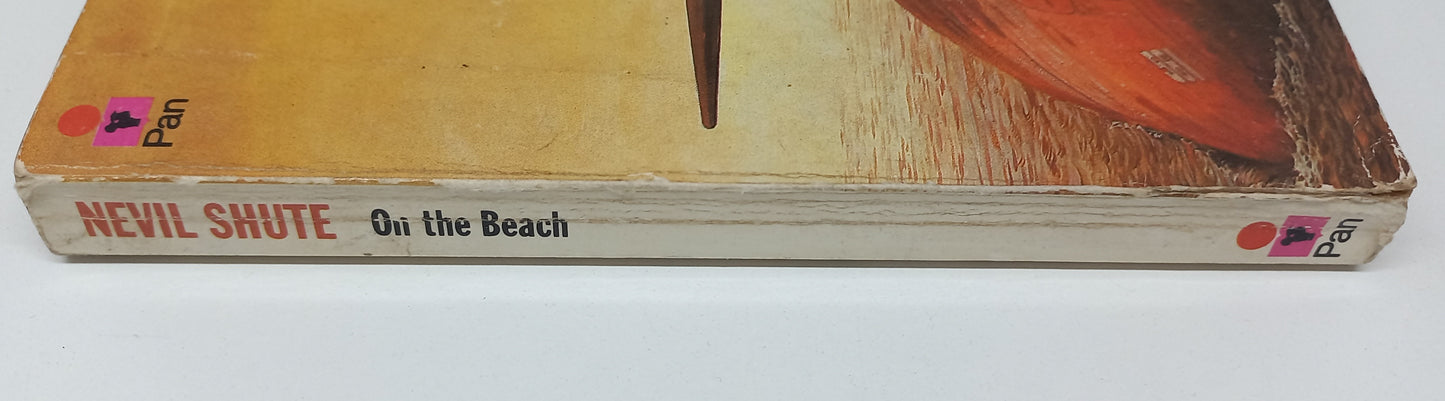 Pan
NEVIL SHUTE On the Beach Pan